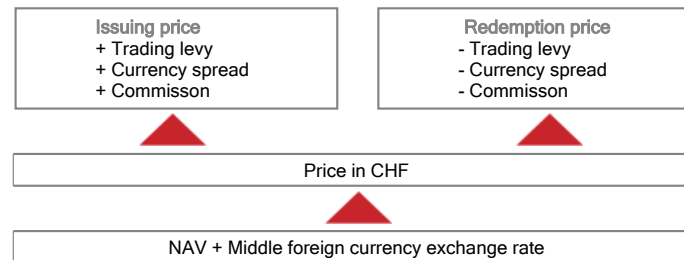 Issuing price
+ Trading levy
+ Currency spread
+ Commisson
Redemption price
- Trading levy
- Currency spread
- Commisson
Price in CHF
NAV + Middle foreign currency exchange rate